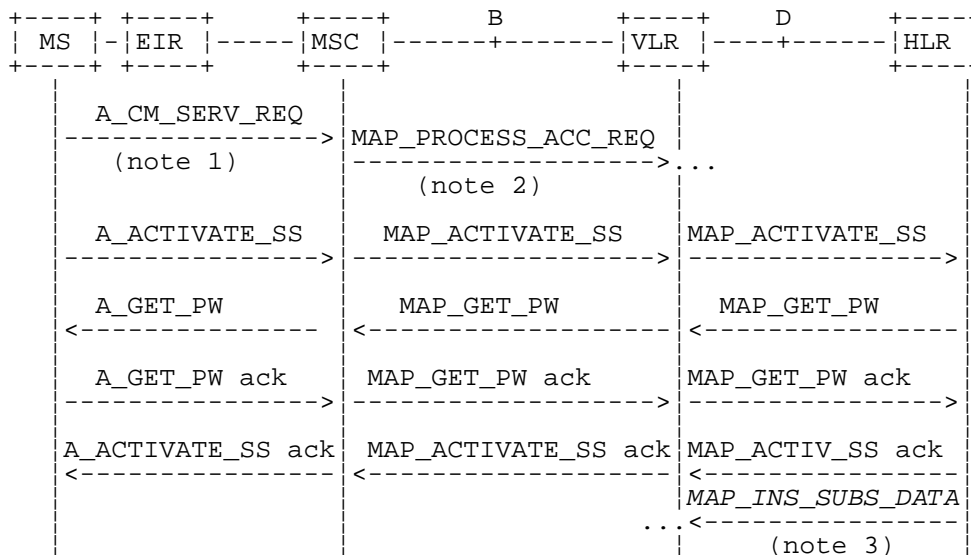 B D
MS EIR MSC VLR HLR
A_CM_SERV_REQ
MAP_PROCESS_ACC_REQ
(note 1) ...
(note 2)
A_ACTIVATE_SS MAP_ACTIVATE_SS MAP_ACTIVATE_SS
A_GET_PW MAP_GET_PW MAP_GET_PW
A_GET_PW ack MAP_GET_PW ack MAP_GET_PW ack
A_ACTIVATE_SS ack MAP_ACTIVATE_SS ack MAP_ACTIV_SS ack
MAP_INS_SUBS_DATA
...
(note 3)